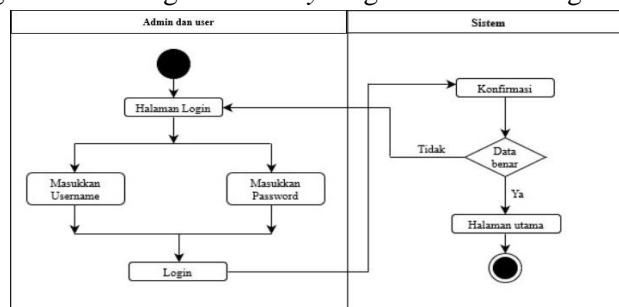 Admin dan user
Sistem
Halaman Login
Konfirmasi
Tidak
Data
benar
Masukkan
Username
Masukkan
Password
Ya
Halaman utama
Login